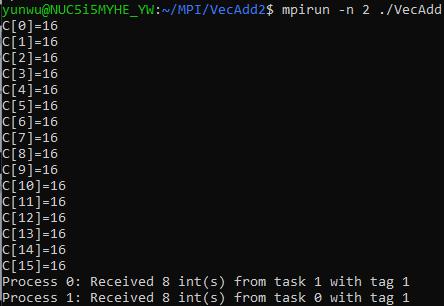 yunwu@NUC5i5MYHE_YW:~/MPI/VecAdd2$ mpirun -n 2 ./VecAdd
C[0]=16
C[1]=16
C[2]=16
C[3]=16
C[4]=16
C[5]=16
C[6]=16
C[7]=16
C[8]=16
C[9]=16
C[10]=16
C[11]=16
C[12]=16
C[13]=16
C[14]=16
C[15]=16
Process 0: Received 8 int(s) from task 1 with tag 1
Process 1: Received 8 int(s) from task 0 with tag 1